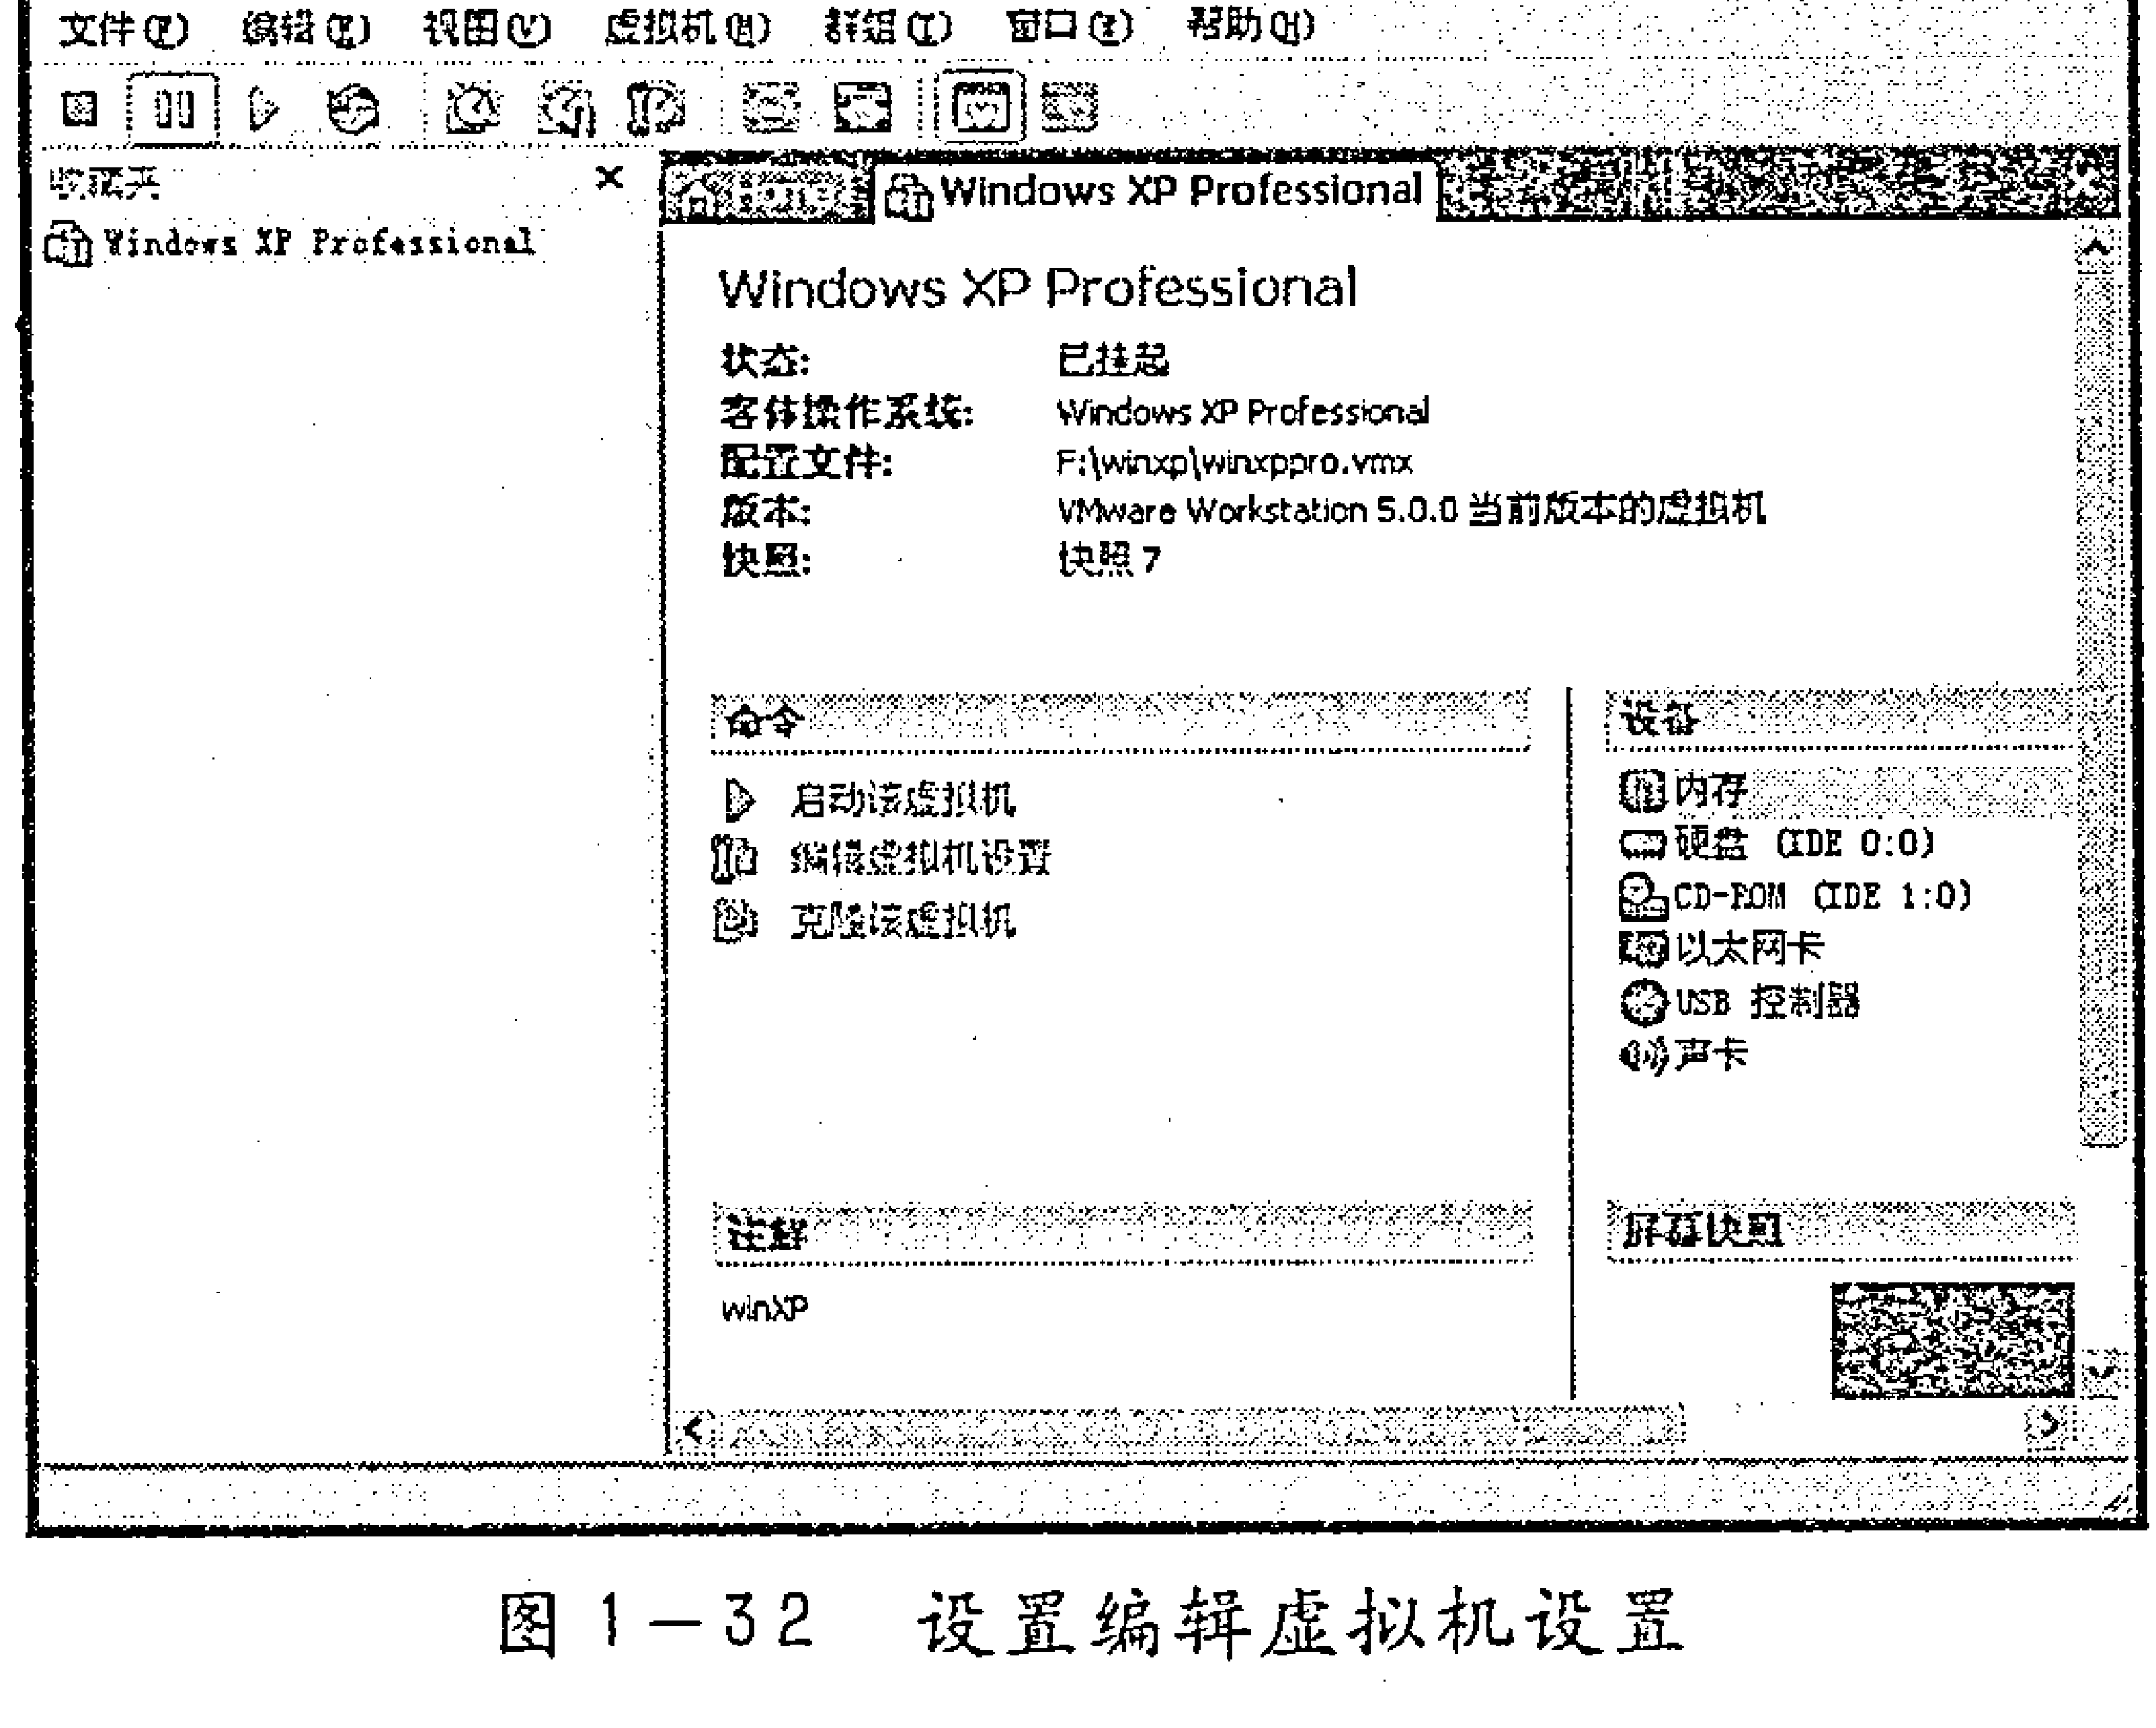 文件(F) 编辑(E) 视图(V) 虚拟机(M) 群组(T) 窗口(W) 帮助(H)
收藏夹
Windows XP Professional
Home Windows XP Professional
Windows XP Professional
状态: 已挂起
客体操作系统: Windows XP Professional
配置文件: F:\winxp\winxppro.vmx
版本: VMware Workstation 5.0.0 当前版本的虚拟机
快照: 快照 7
命令
启动该虚拟机
编辑虚拟机设置
克隆该虚拟机
设备
内存
硬盘 (IDE 0:0)
CD-ROM (IDE 1:0)
以太网卡
USB 控制器
声卡
注释
winXP
屏幕快照
图 1-32 设置编辑虚拟机设置